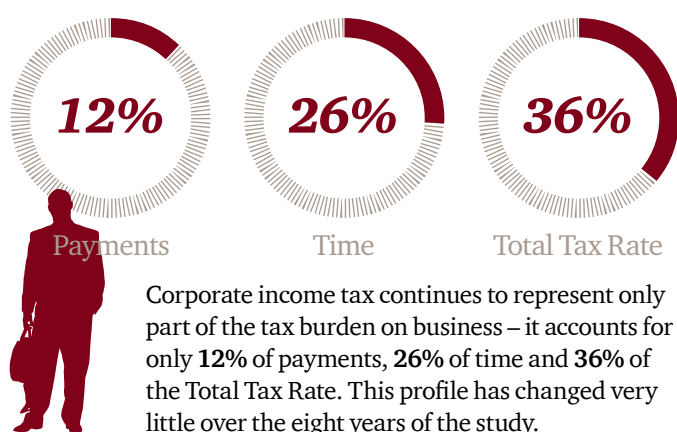 12%
26%
36%
Payments
Time
Total Tax Rate
Corporate income tax continues to represent only
part of the tax burden on business – it accounts for
only 12% of payments, 26% of time and 36% of
the Total Tax Rate. This profile has changed very
little over the eight years of the study.